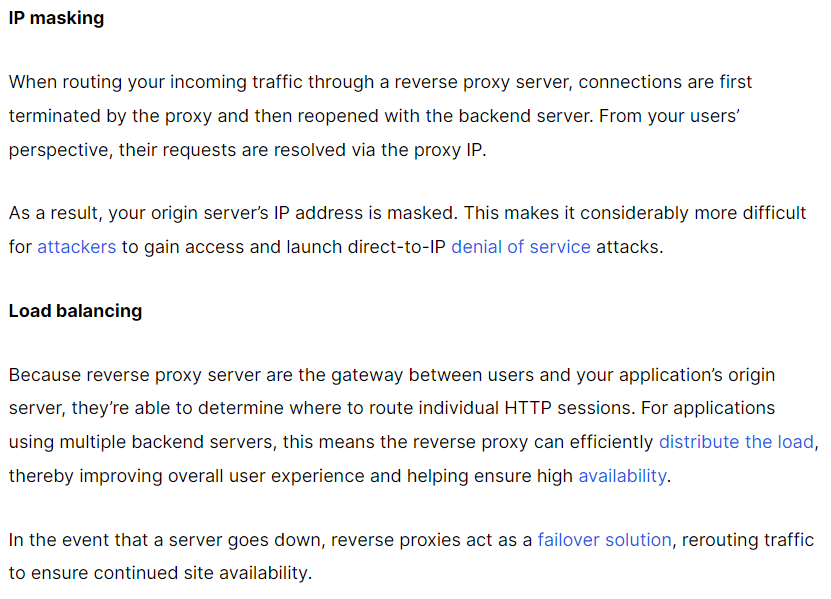 IP masking
When routing your incoming traffic through a reverse proxy server, connections are first
terminated by the proxy and then reopened with the backend server. From your users’
perspective, their requests are resolved via the proxy IP.
As a result, your origin server’s IP address is masked. This makes it considerably more difficult
for attackers to gain access and launch direct-to-IP denial of service attacks.
Load balancing
Because reverse proxy server are the gateway between users and your application’s origin
server, they’re able to determine where to route individual HTTP sessions. For applications
using multiple backend servers, this means the reverse proxy can efficiently distribute the load,
thereby improving overall user experience and helping ensure high availability.
In the event that a server goes down, reverse proxies act as a failover solution, rerouting traffic
to ensure continued site availability.